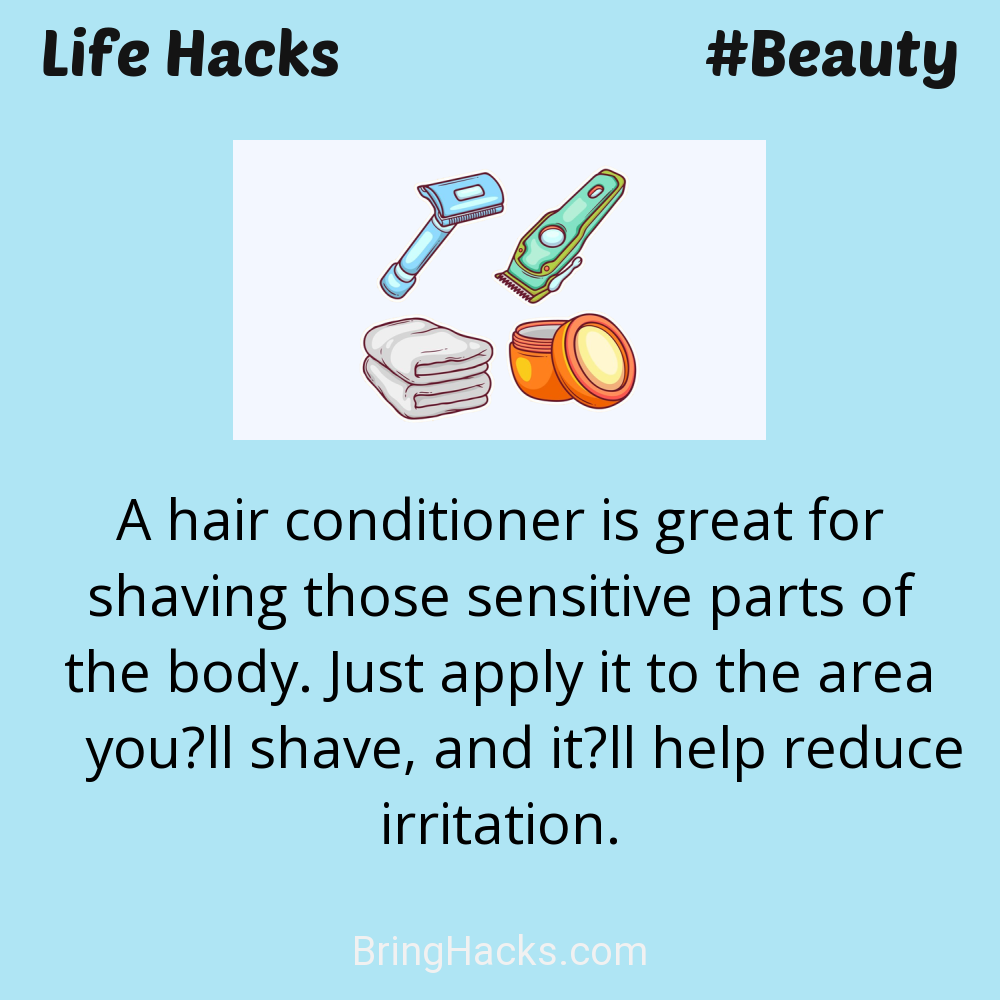 Life Hacks #Beauty
A hair conditioner is great for
shaving those sensitive parts of
the body. Just apply it to the area
you?ll shave, and it?ll help reduce
irritation.
BringHacks.com